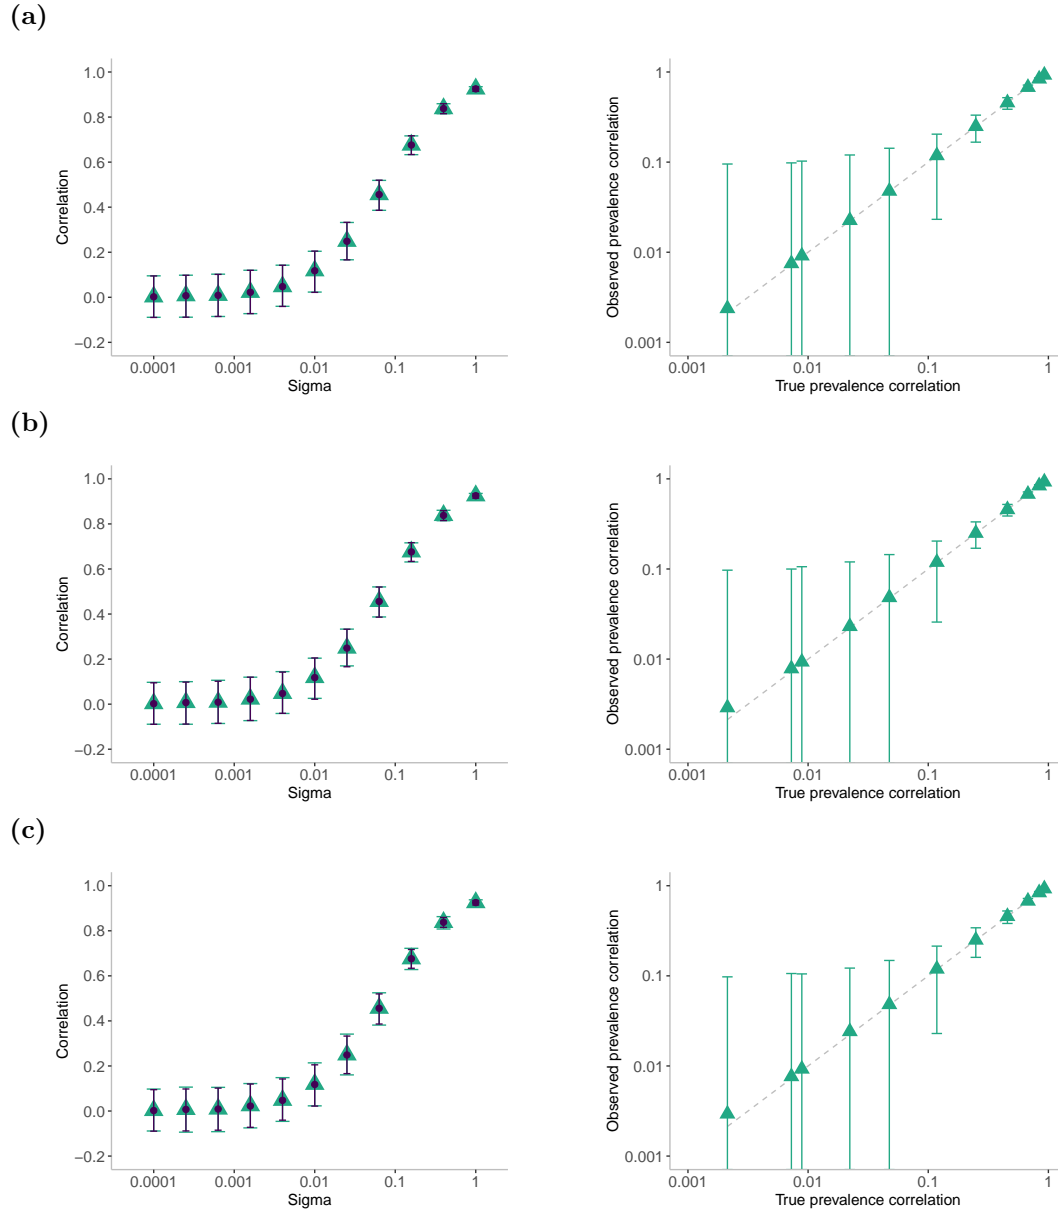 (a)
1.0
0.8
0.6
0.4
0.2
0.0
−0.2
Correlation
0.0001 0.001 0.01 0.1 1
Sigma
1
0.1
0.01
0.001
Observed prevalence correlation
0.001 0.01 0.1 1
True prevalence correlation
(b)
1.0
0.8
0.6
0.4
0.2
0.0
−0.2
Correlation
0.0001 0.001 0.01 0.1 1
Sigma
1
0.1
0.01
0.001
Observed prevalence correlation
0.001 0.01 0.1 1
True prevalence correlation
(c)
1.0
0.8
0.6
0.4
0.2
0.0
−0.2
Correlation
0.0001 0.001 0.01 0.1 1
Sigma
1
0.1
0.01
0.001
Observed prevalence correlation
0.001 0.01 0.1 1
True prevalence correlation